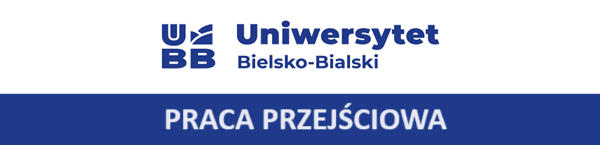 UBB
Uniwersytet
Bielsko-Bialski
PRACA PRZEJŚCIOWA